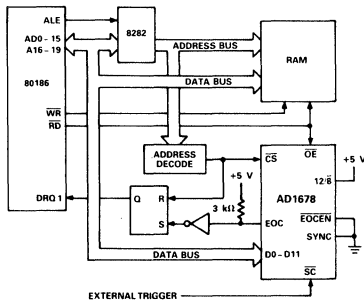 ALE
8282
AD0 - 15
A16 - 19
ADDRESS BUS
RAM
80186
DATA BUS
WR
RD
ADDRESS DECODE
CS
OE
+5 V
+5 V
12/8
AD1678
DRQ 1
Q
R
S
3 kΩ
EOC
EOCEN
SYNC
DATA BUS
D0 – D11
SC
EXTERNAL TRIGGER